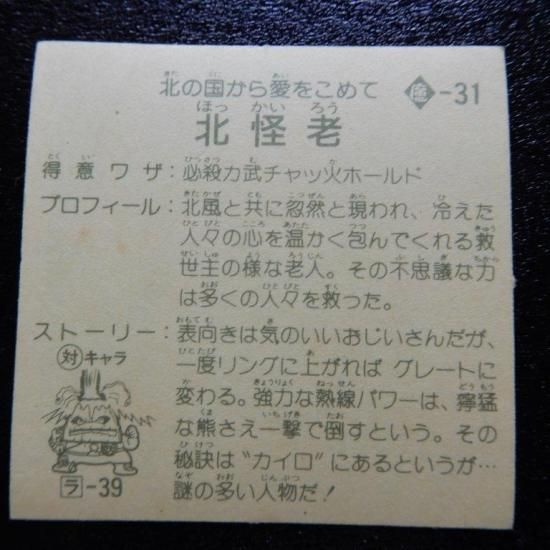 北の国から愛をこめて
-31
北怪老
ほっかいろう
得意ワザ:必殺力武チャッ火ホールド
プロフィール:北風と共に忽然と現われ、冷えた
人々の心を温かく包んでくれる救
世主の様な老人。その不思議な力
は多くの人々を救った。
ストーリー:表向きは気のいいおじいさんだが、
一度リングに上がれば グレートに
変わる。強力な熱線パワーは、獰猛
な熊さえ一撃で倒すという。その
秘訣は"カイロ"にあるというが…
謎の多い人物だ!
対キャラ
ラ-39